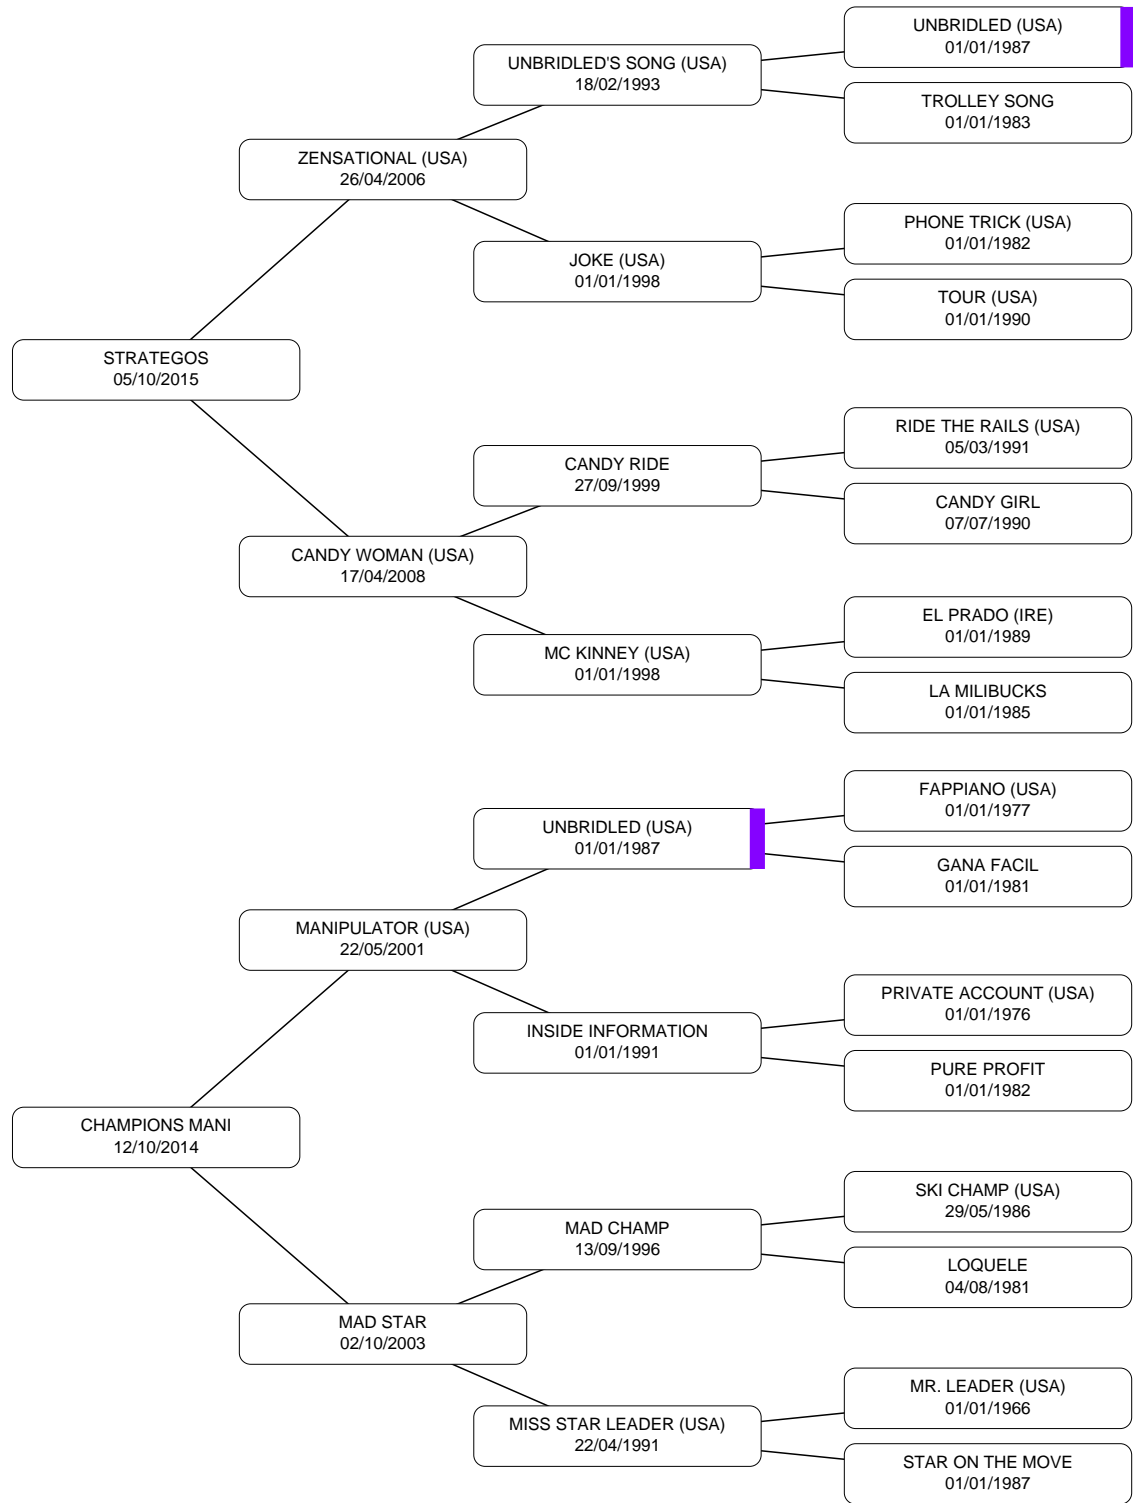 UNBRIDLED (USA)
01/01/1987
UNBRIDLED'S SONG (USA)
18/02/1993
TROLLEY SONG
01/01/1983
ZENSATIONAL (USA)
26/04/2006
PHONE TRICK (USA)
01/01/1982
JOKE (USA)
01/01/1998
TOUR (USA)
01/01/1990
STRATEGOS
05/10/2015
RIDE THE RAILS (USA)
05/03/1991
CANDY RIDE
27/09/1999
CANDY GIRL
07/07/1990
CANDY WOMAN (USA)
17/04/2008
EL PRADO (IRE)
01/01/1989
MC KINNEY (USA)
01/01/1998
LA MILIBUCKS
01/01/1985
FAPPIANO (USA)
01/01/1977
UNBRIDLED (USA)
01/01/1987
GANA FACIL
01/01/1981
MANIPULATOR (USA)
22/05/2001
PRIVATE ACCOUNT (USA)
01/01/1976
INSIDE INFORMATION
01/01/1991
PURE PROFIT
01/01/1982
CHAMPIONS MANI
12/10/2014
SKI CHAMP (USA)
29/05/1986
MAD CHAMP
13/09/1996
LOQUELE
04/08/1981
MAD STAR
02/10/2003
MR. LEADER (USA)
01/01/1966
MISS STAR LEADER (USA)
22/04/1991
STAR ON THE MOVE
01/01/1987